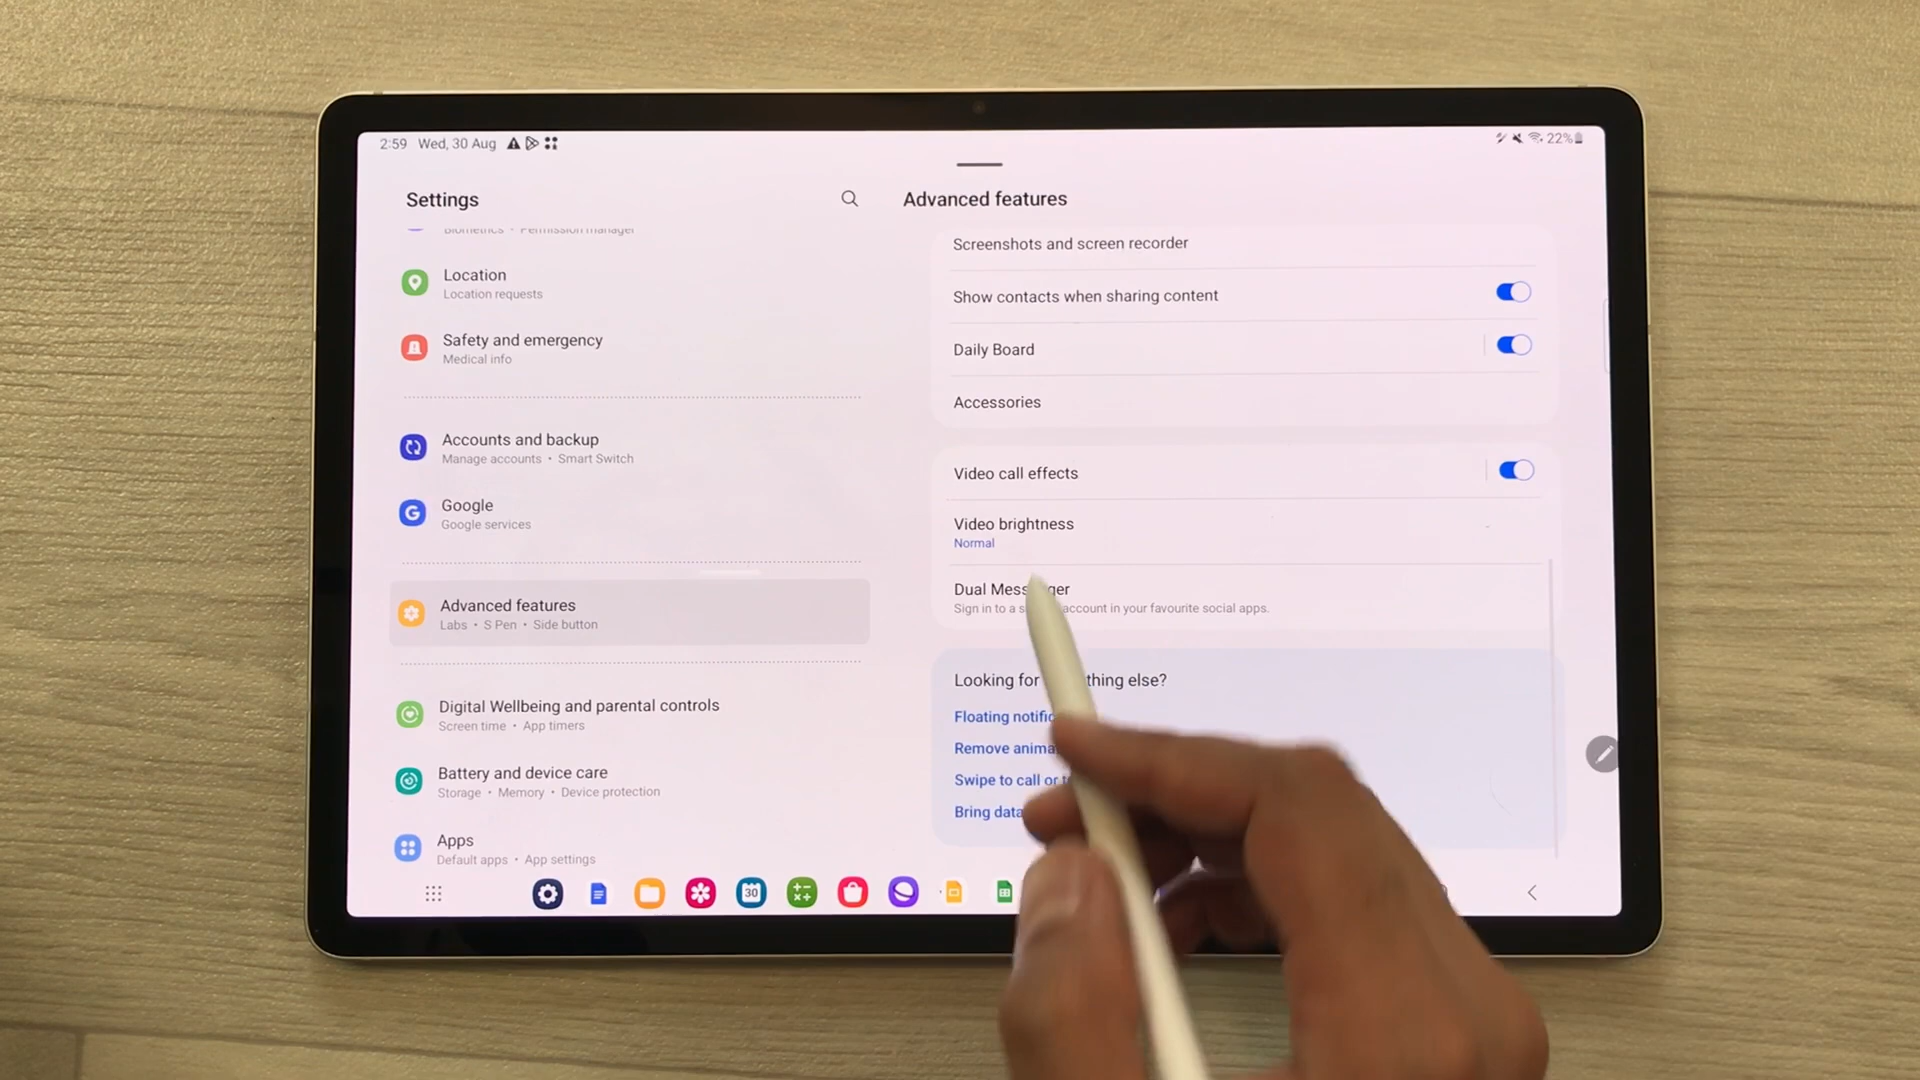 2:59 Wed, 30 Aug
22%
Settings
Biometrics • Permission manager
Location
Location requests
Safety and emergency
Medical info
Accounts and backup
Manage accounts • Smart Switch
Google
Google services
Advanced features
Labs • S Pen • Side button
Digital Wellbeing and parental controls
Screen time • App timers
Battery and device care
Storage • Memory • Device protection
Apps
Default apps • App settings
Advanced features
Screenshots and screen recorder
Show contacts when sharing content
Daily Board
Accessories
Video call effects
Video brightness
Normal
Dual Mess ger
Sign in to a s account in your favourite social apps.
Looking for thing else?
Floating notific
Remove anima
Swipe to call or t
Bring data
30